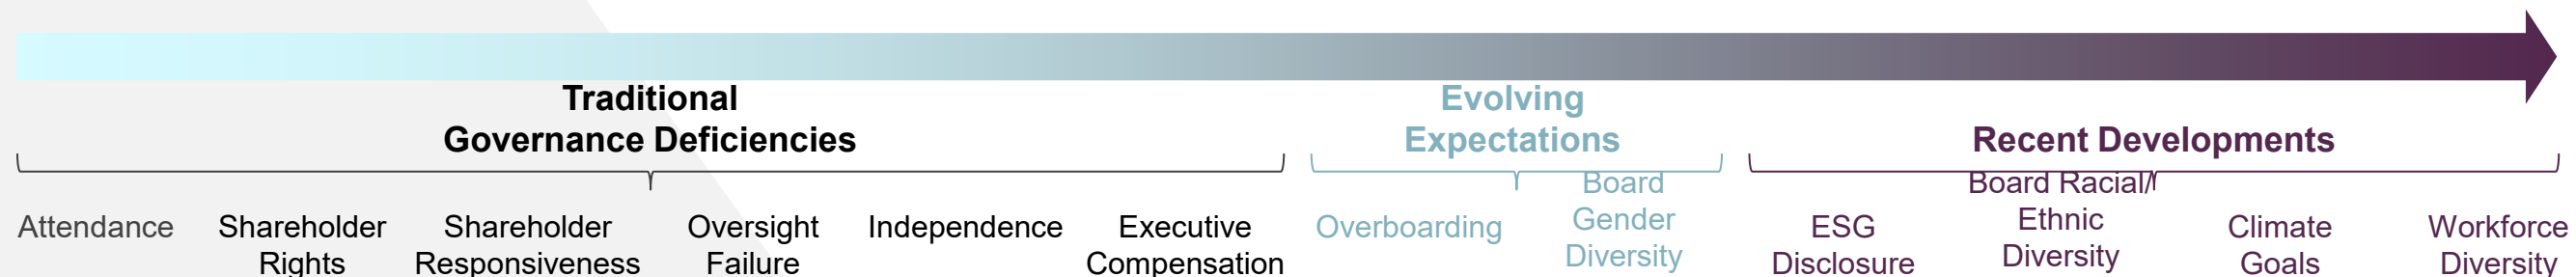 Traditional
Governance Deficiencies
Evolving
Expectations
Recent Developments
Attendance
Shareholder
Rights
Shareholder
Responsiveness
Oversight
Failure
Independence
Executive
Compensation
Overboarding
Board
Gender
Diversity
ESG
Disclosure
Board Racial/
Ethnic
Diversity
Climate
Goals
Workforce
Diversity